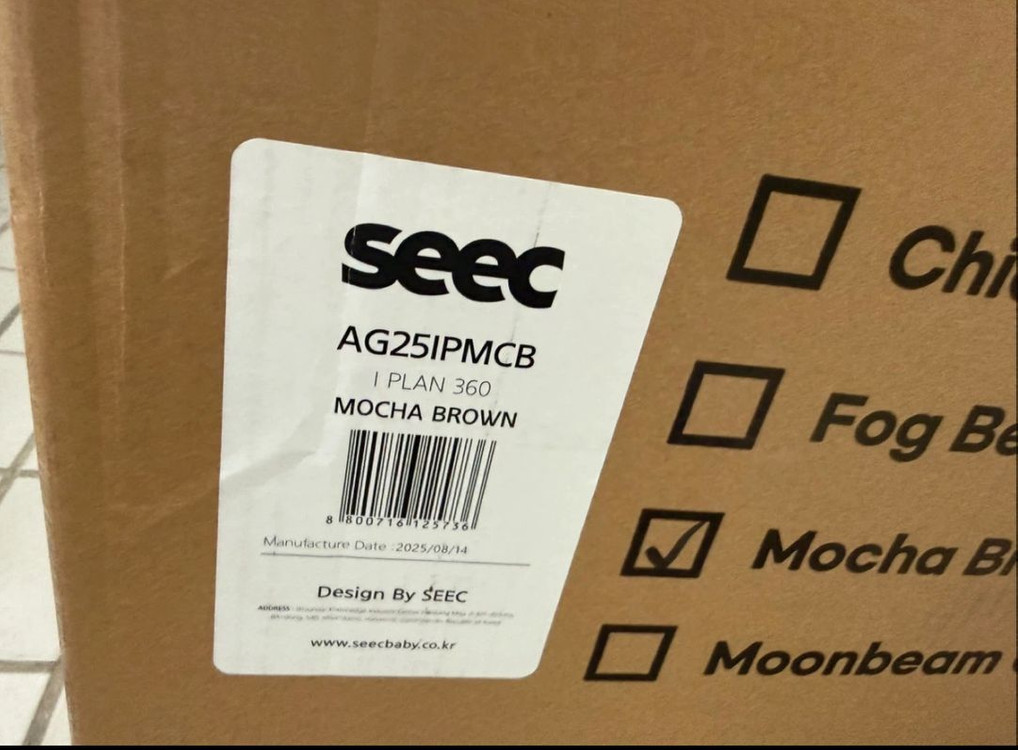 seec
AG25IPMCB
I PLAN 360
MOCHA BROWN
8 800716 125736
Manufacture Date :2025/08/14
Design By SEEC
ADDRESS
www.seecbaby.co.kr
Chi
Fog Be
Mocha B
Moonbeam